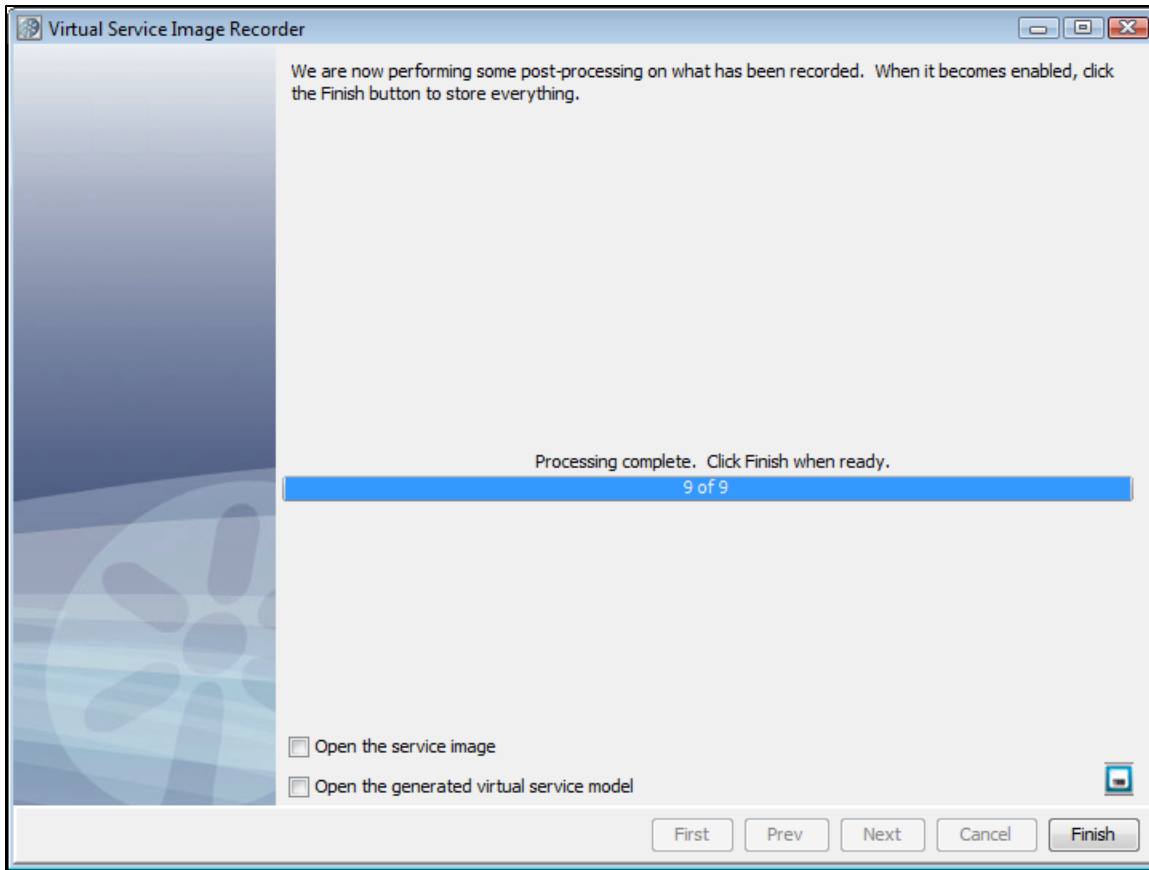 Virtual Service Image Recorder
We are now performing some post-processing on what has been recorded.  When it becomes enabled, click
the Finish button to store everything.
Processing complete.  Click Finish when ready.
9 of 9
Open the service image
Open the generated virtual service model
First Prev Next Cancel Finish